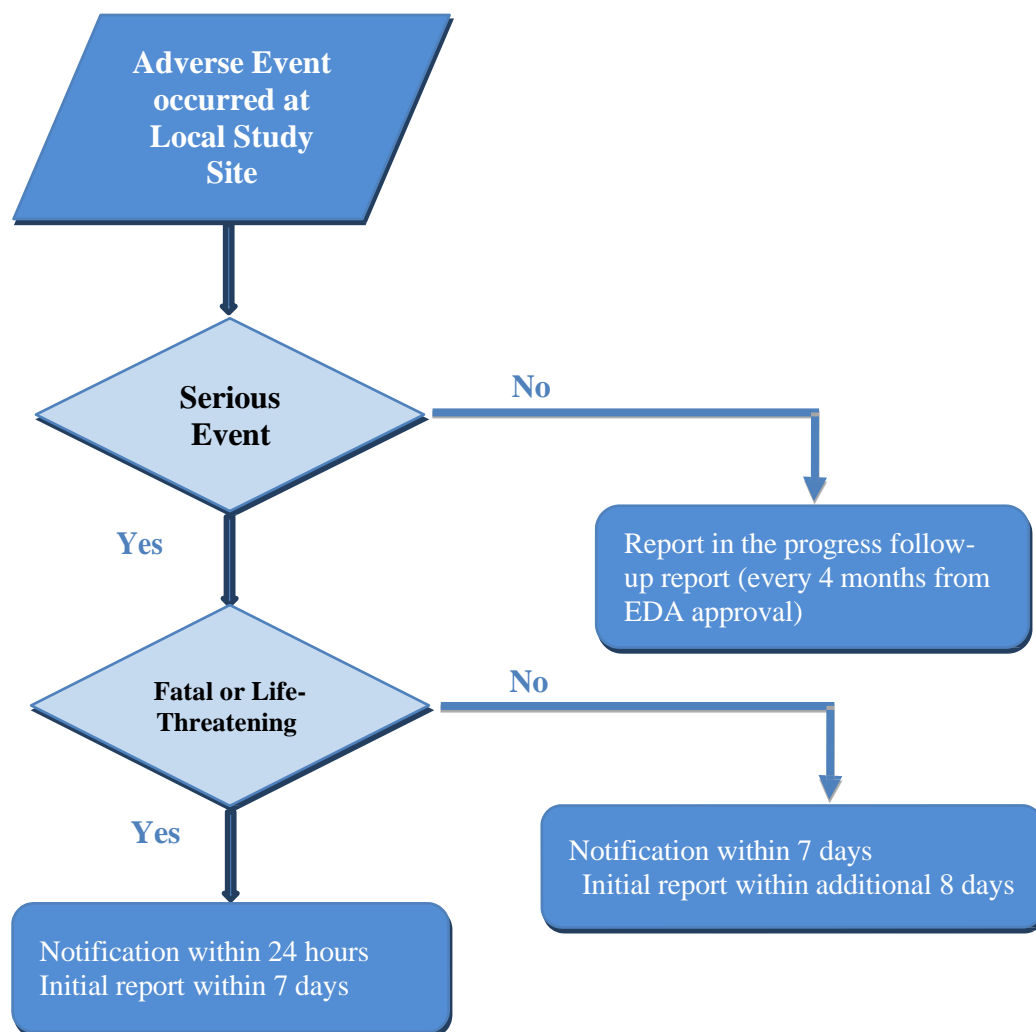 Adverse Event
occurred at
Local Study
Site
Serious
Event
No
Yes
Report in the progress follow-
up report (every 4 months from
EDA approval)
Fatal or Life-
Threatening
No
Yes
Notification within 7 days
Initial report within additional 8 days
Notification within 24 hours
Initial report within 7 days